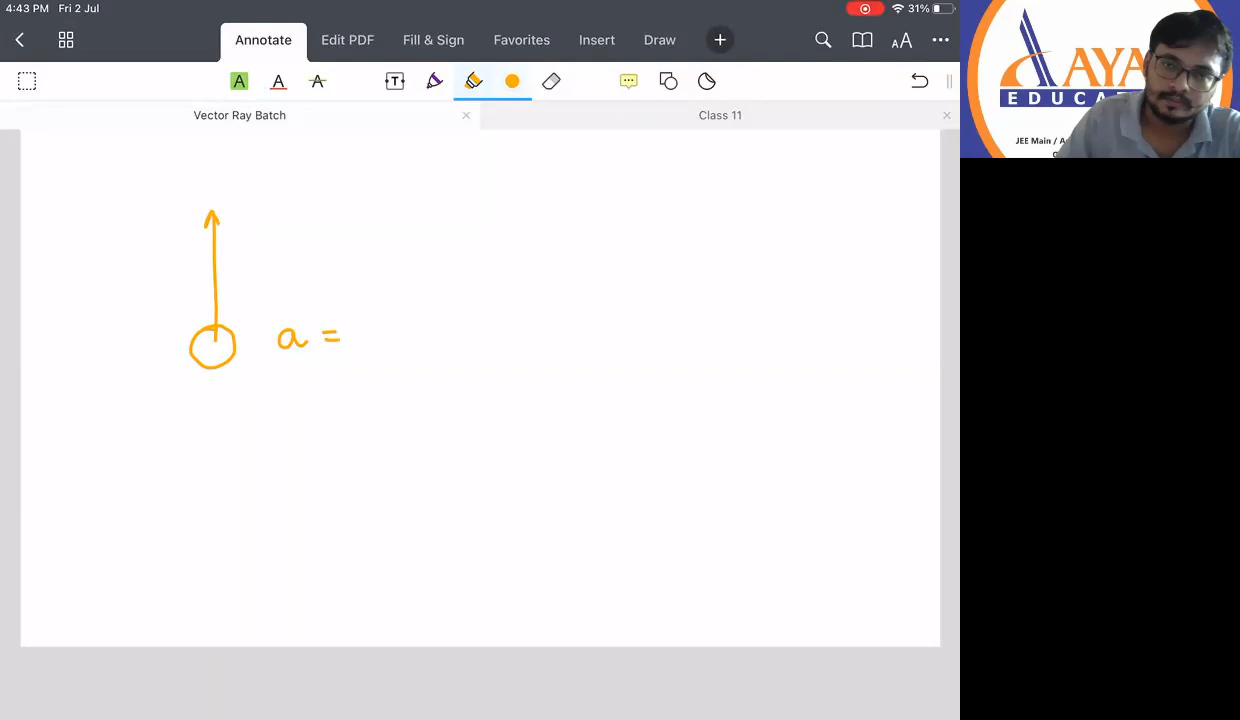 4:43 PM Fri 2 Jul
31%
Annotate Edit PDF Fill & Sign Favorites Insert Draw
Vector Ray Batch
Class 11
a =
AYA
EDUCA
JEE Main / A